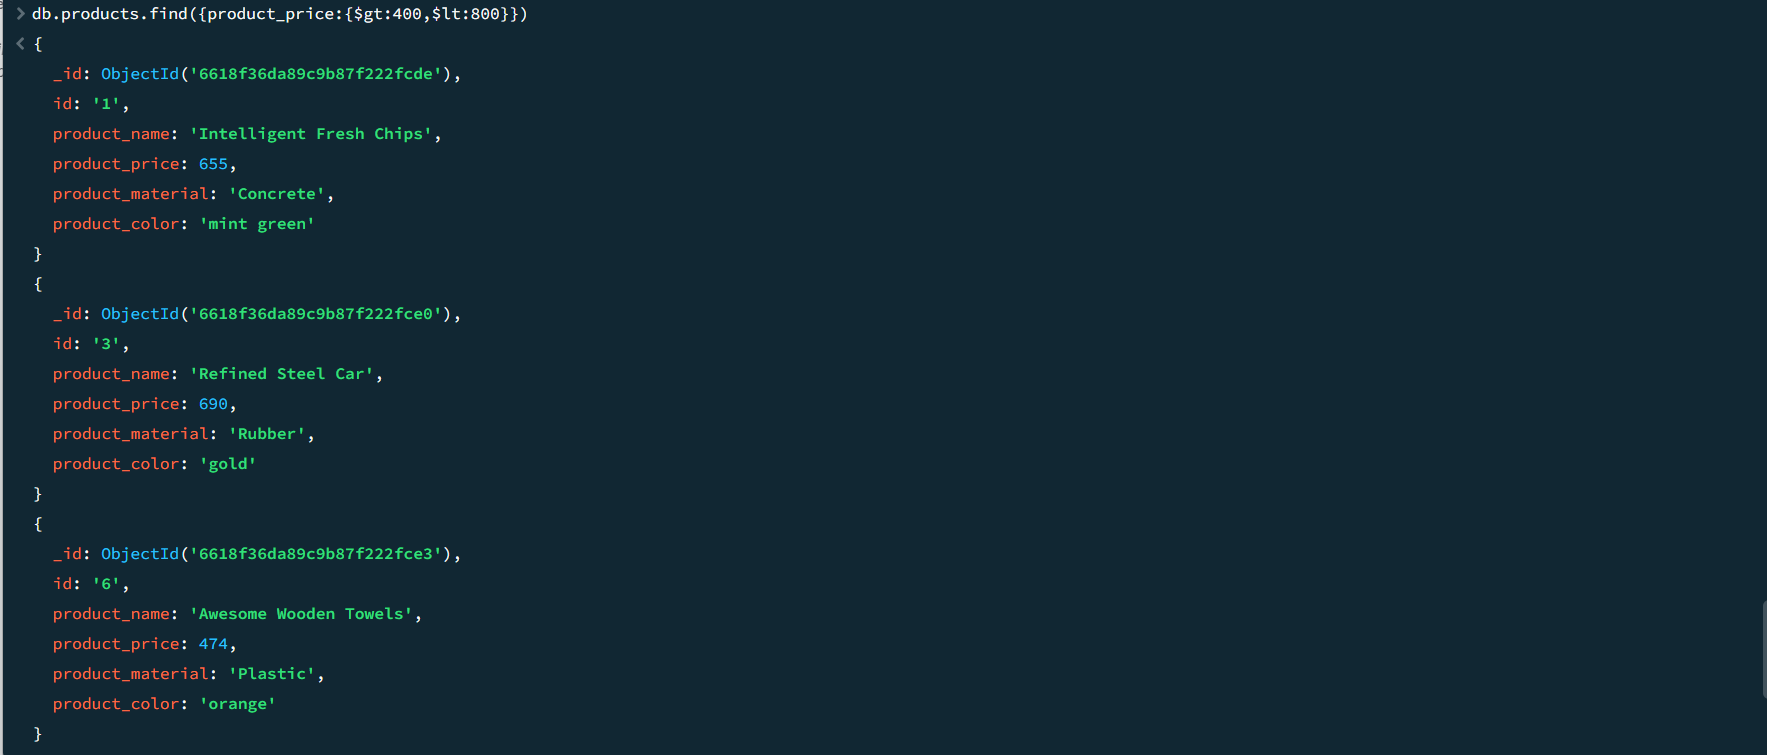 > db.products.find({product_price:{$gt:400,$lt:800}})
< {
_id: ObjectId('6618f36da89c9b87f222fcde'),
id: '1',
product_name: 'Intelligent Fresh Chips',
product_price: 655,
product_material: 'Concrete',
product_color: 'mint green'
}
{
_id: ObjectId('6618f36da89c9b87f222fce0'),
id: '3',
product_name: 'Refined Steel Car',
product_price: 690,
product_material: 'Rubber',
product_color: 'gold'
}
{
_id: ObjectId('6618f36da89c9b87f222fce3'),
id: '6',
product_name: 'Awesome Wooden Towels',
product_price: 474,
product_material: 'Plastic',
product_color: 'orange'
}